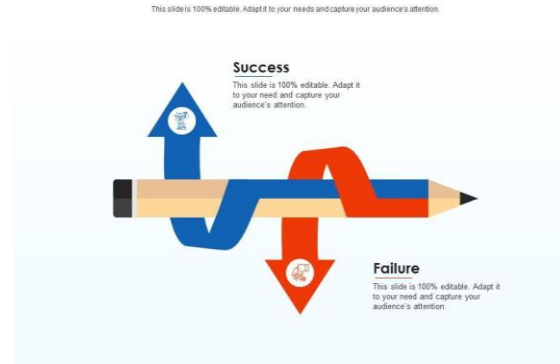 This slide is 100% editable. Adapt it to your needs and capture your audience's attention.
Success
This slide is 100% editable. Adapt it
to your need and capture your
audience's attention.
Failure
This slide is 100% editable. Adapt it
to your need and capture your
audience's attention.